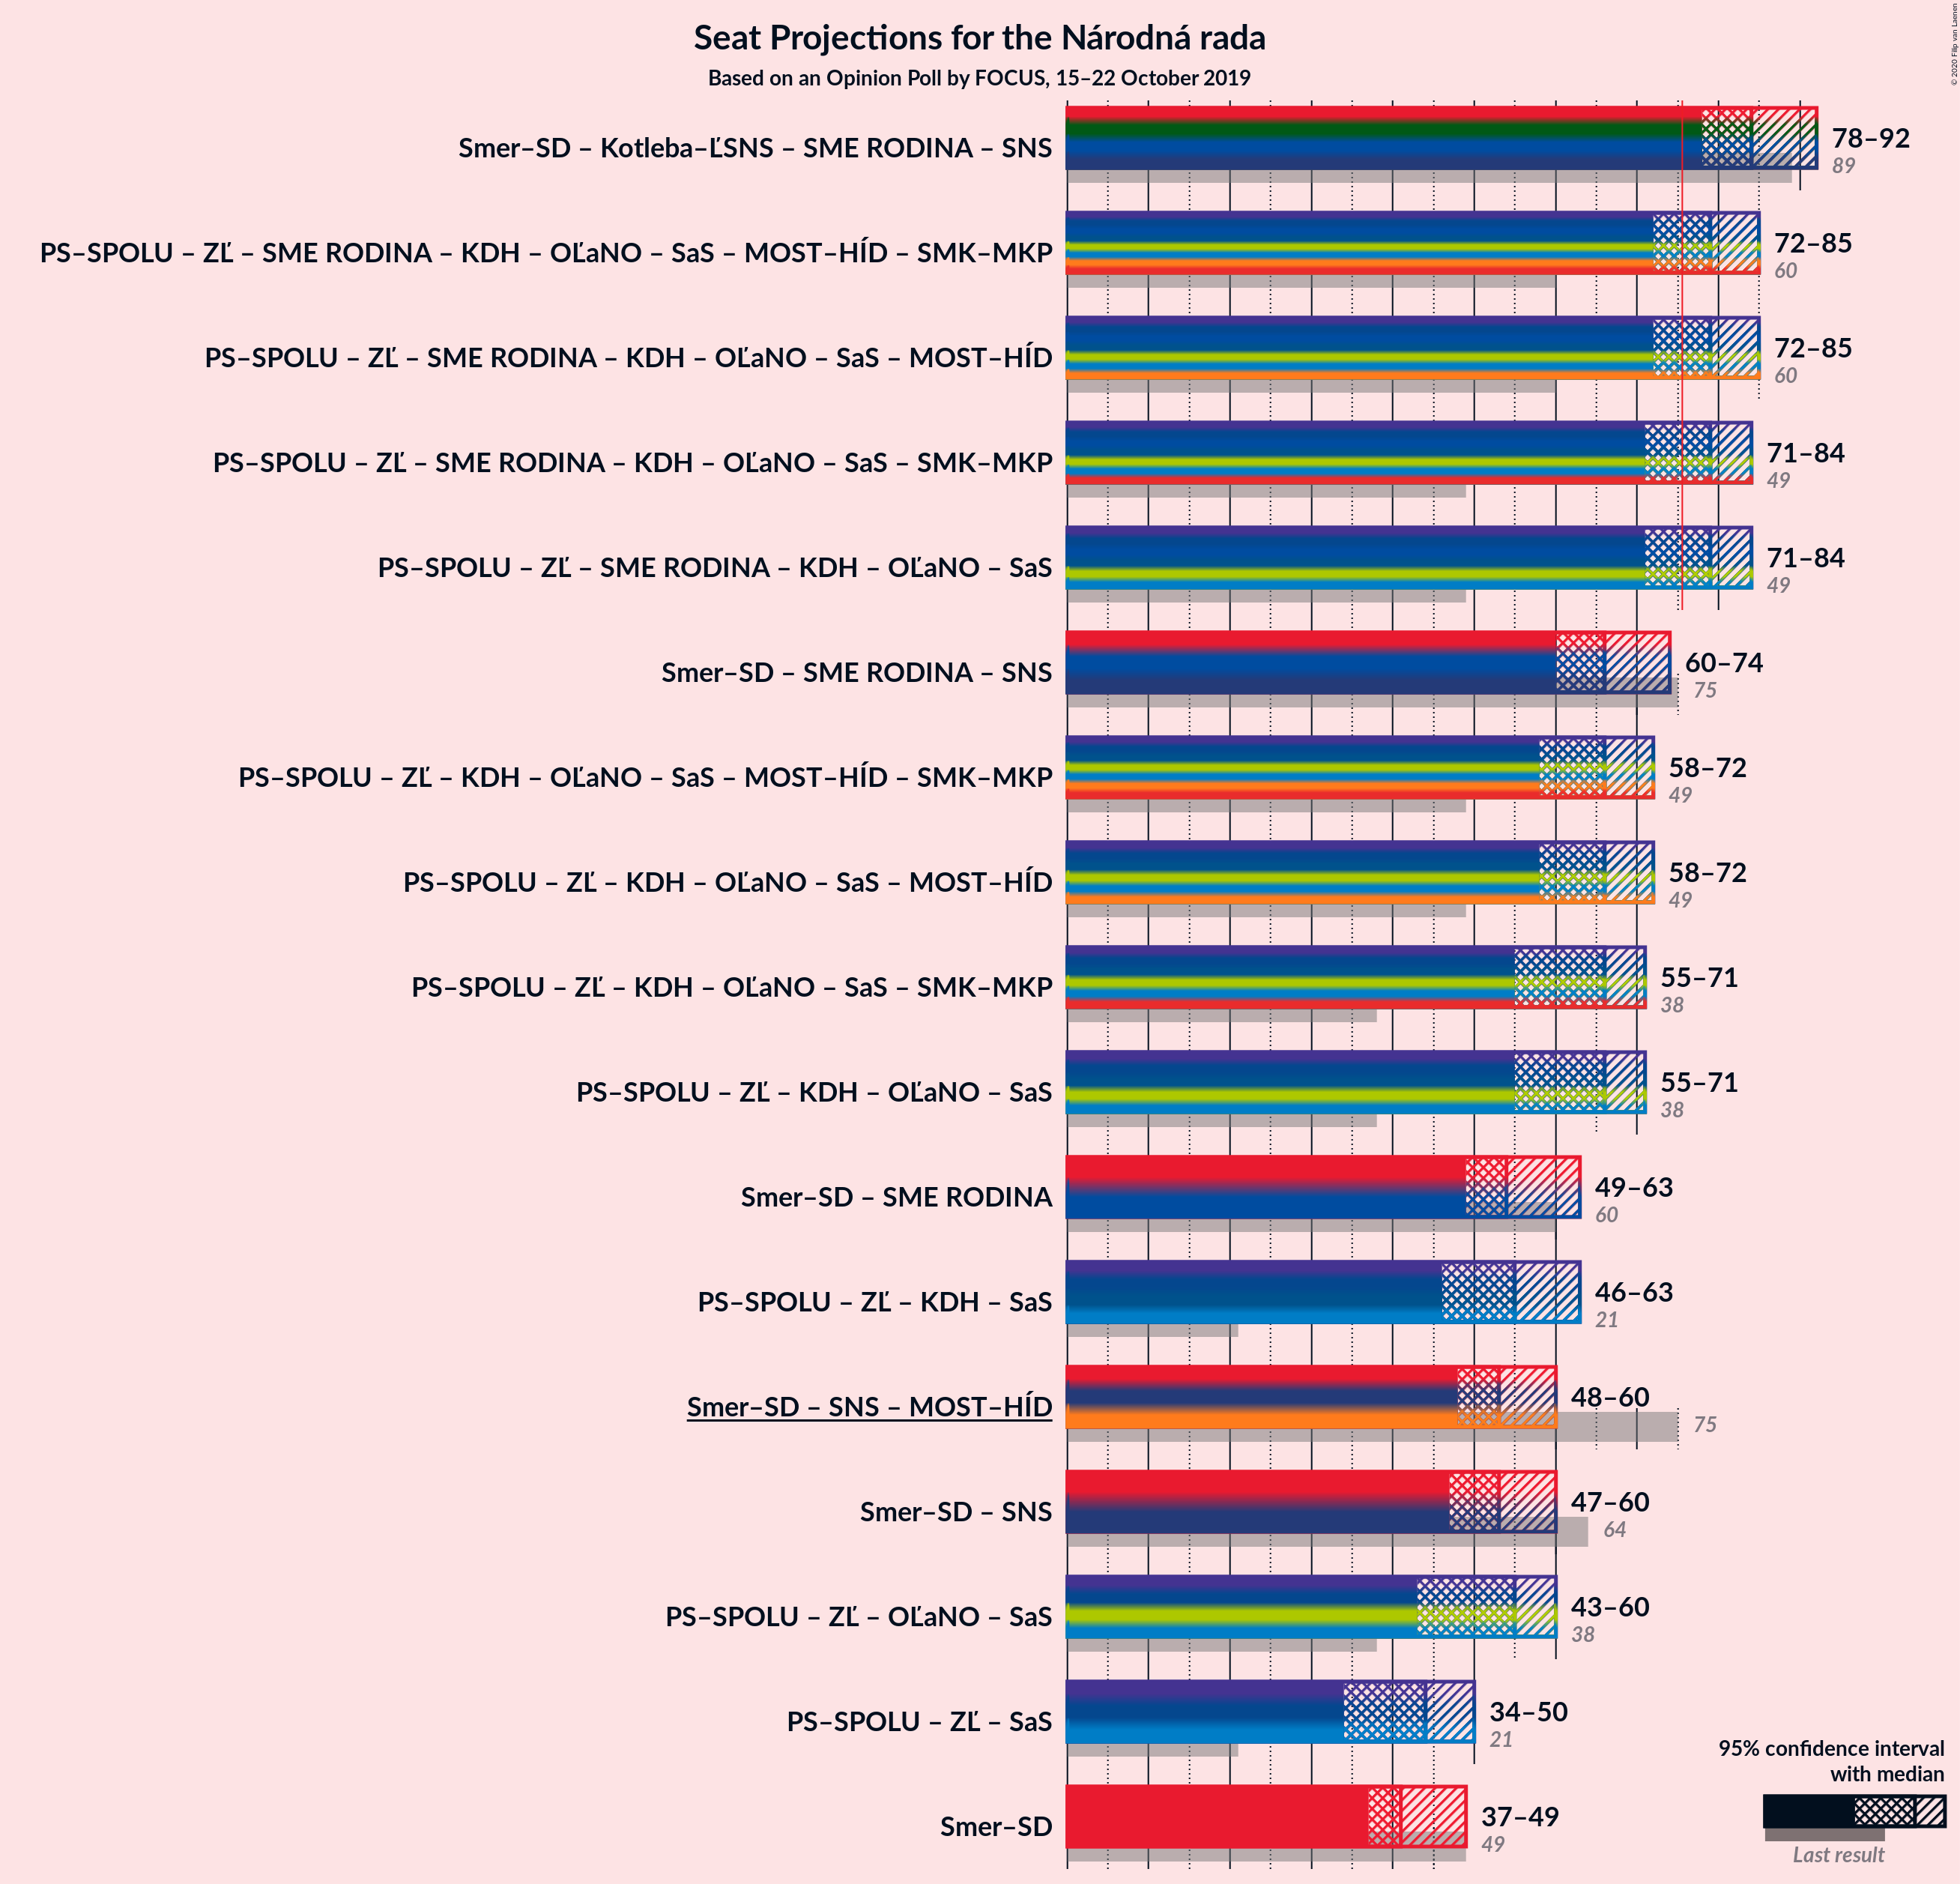 Seat Projections for the Národná rada
Based on an Opinion Poll by FOCUS, 15–22 October 2019
© 2020 Filip van Laenen
Smer–SD – Kotleba–ĽSNS – SME RODINA – SNS
78–92
89
PS–SPOLU – ZĽ – SME RODINA – KDH – OĽaNO – SaS – MOST–HÍD – SMK–MKP
72–85
60
PS–SPOLU – ZĽ – SME RODINA – KDH – OĽaNO – SaS – MOST–HÍD
72–85
60
PS–SPOLU – ZĽ – SME RODINA – KDH – OĽaNO – SaS – SMK–MKP
71–84
49
PS–SPOLU – ZĽ – SME RODINA – KDH – OĽaNO – SaS
71–84
49
Smer–SD – SME RODINA – SNS
60–74
75
PS–SPOLU – ZĽ – KDH – OĽaNO – SaS – MOST–HÍD – SMK–MKP
58–72
49
PS–SPOLU – ZĽ – KDH – OĽaNO – SaS – MOST–HÍD
58–72
49
PS–SPOLU – ZĽ – KDH – OĽaNO – SaS – SMK–MKP
55–71
38
PS–SPOLU – ZĽ – KDH – OĽaNO – SaS
55–71
38
Smer–SD – SME RODINA
49–63
60
PS–SPOLU – ZĽ – KDH – SaS
46–63
21
Smer–SD – SNS – MOST–HÍD
48–60
75
Smer–SD – SNS
47–60
64
PS–SPOLU – ZĽ – OĽaNO – SaS
43–60
38
PS–SPOLU – ZĽ – SaS
34–50
21
Smer–SD
37–49
49
95% confidence interval
with median
Last result